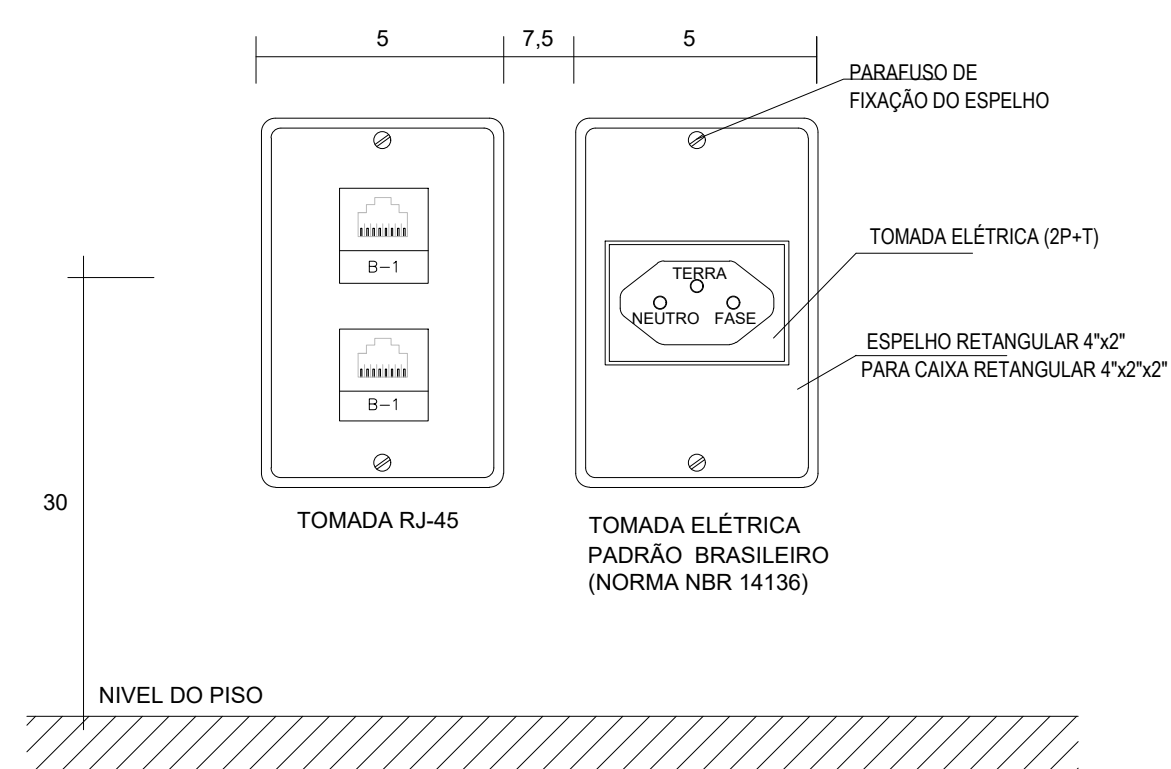 5
7,5
5
PARAFUSO DE
FIXAÇÃO DO ESPELHO
B-1
B-1
TERRA
NEUTRO FASE
TOMADA ELÉTRICA (2P+T)
ESPELHO RETANGULAR 4"x2"
PARA CAIXA RETANGULAR 4"x2"x2"
30
TOMADA RJ-45
TOMADA ELÉTRICA
PADRÃO BRASILEIRO
(NORMA NBR 14136)
NIVEL DO PISO